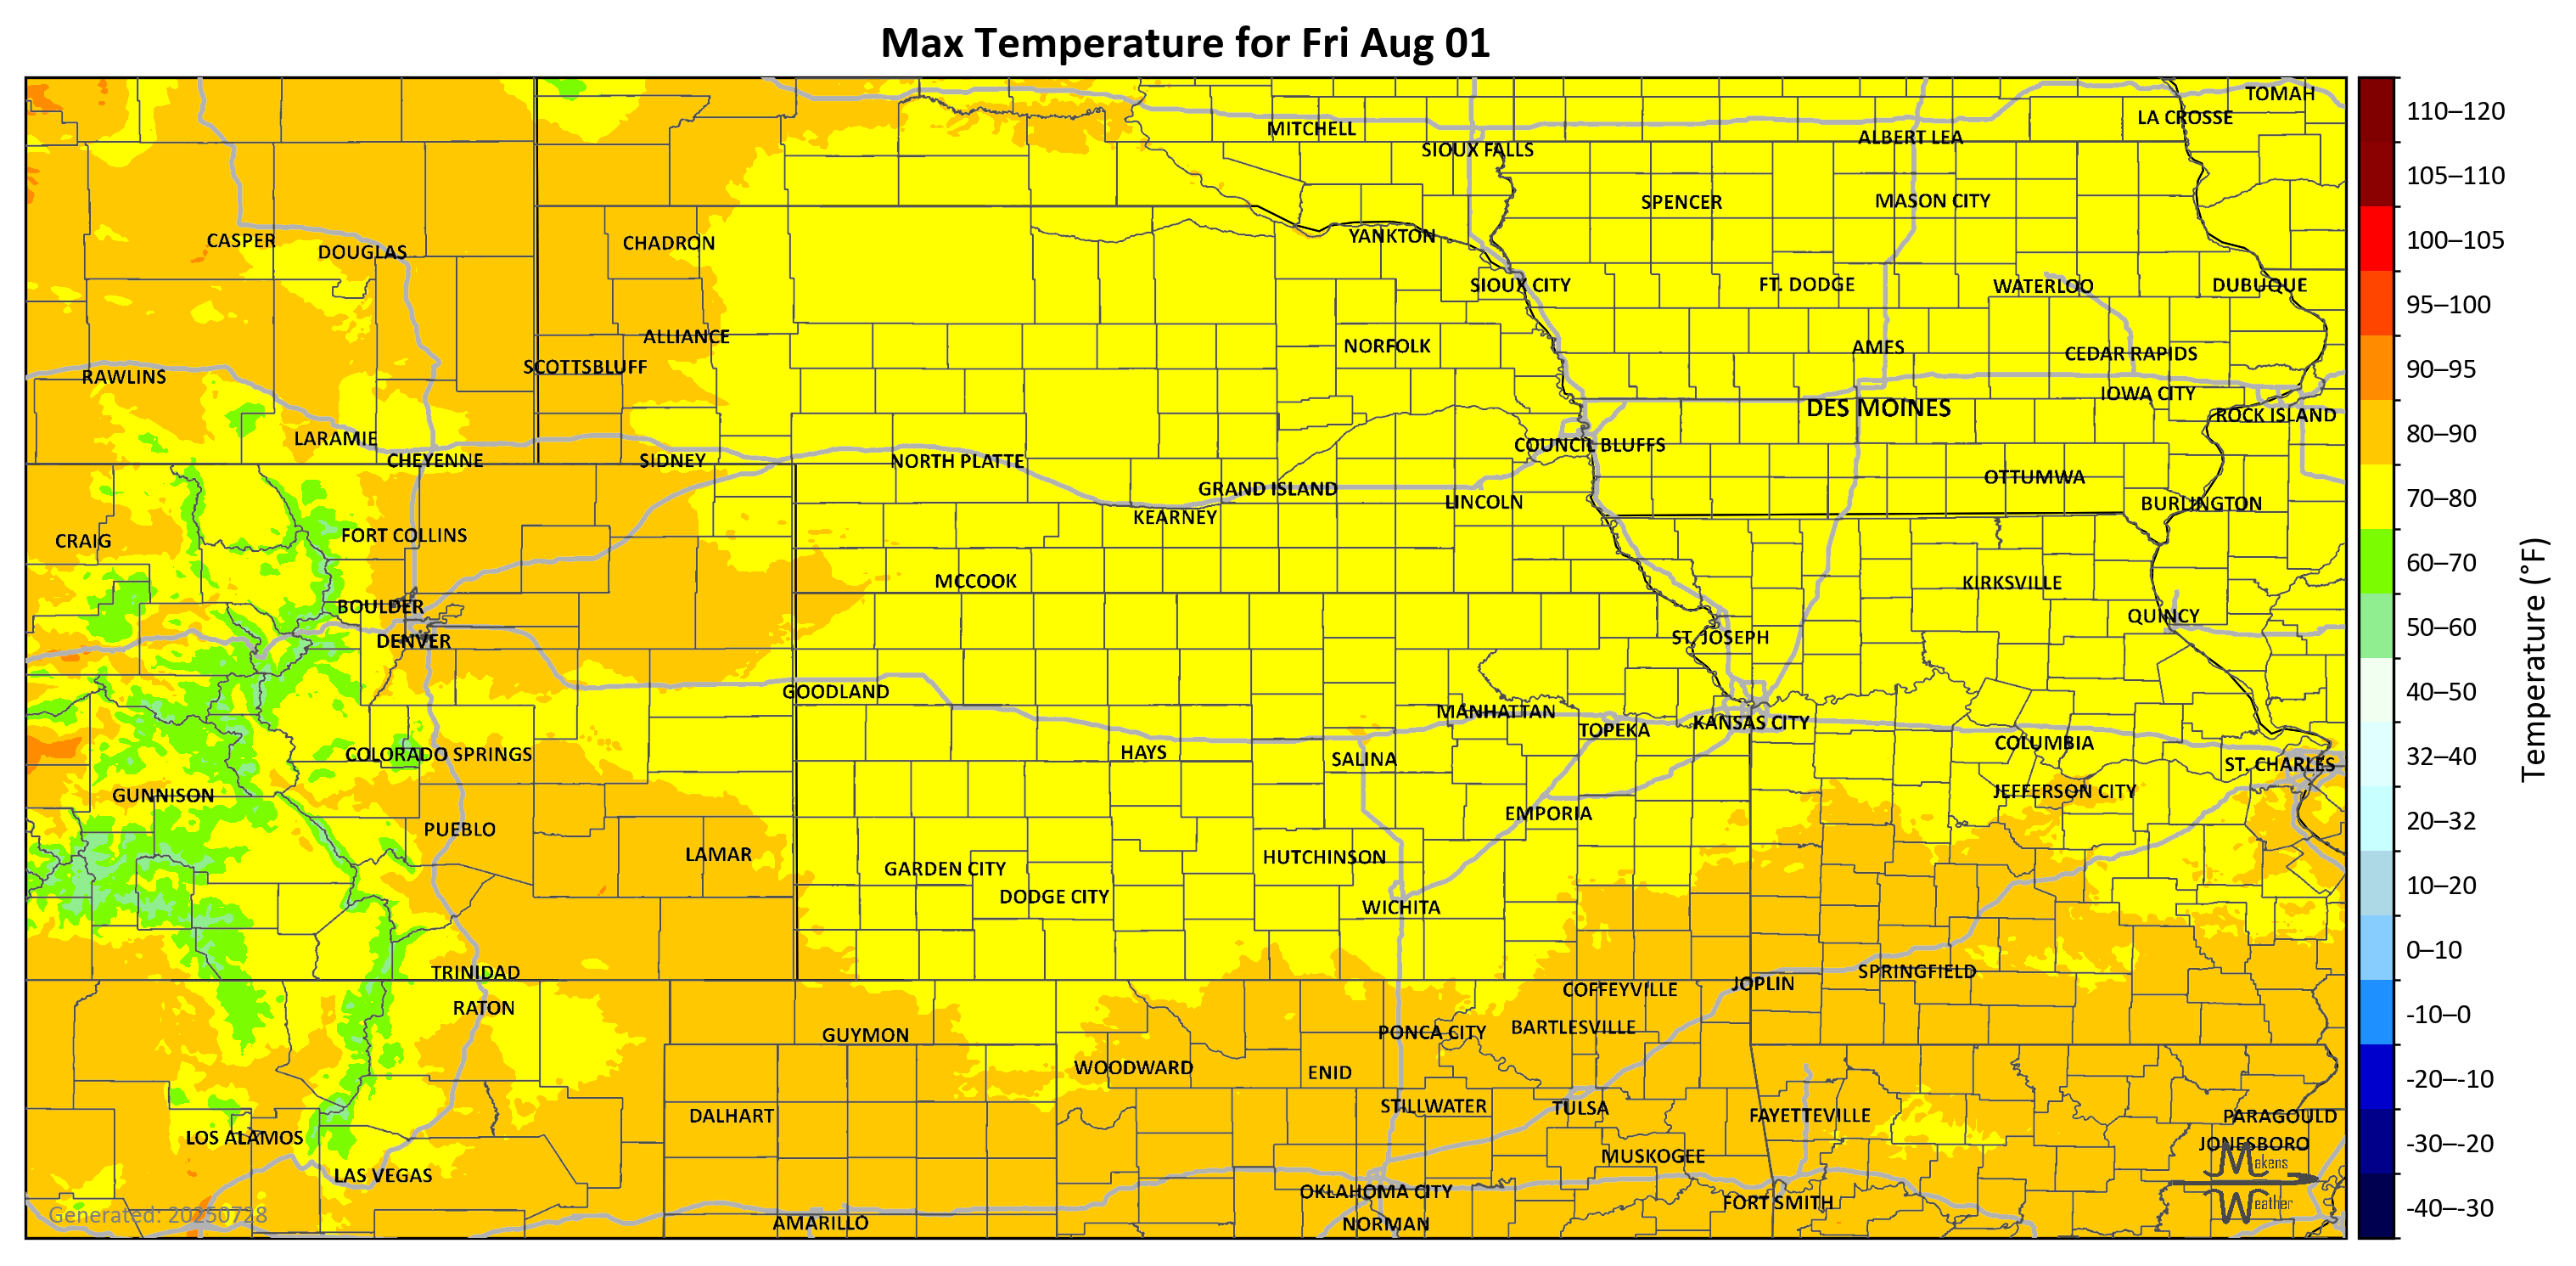 Max Temperature for Fri Aug 01
TOMAH
LA CROSSE
MITCHELL
ALBERT LEA
SIOUX FALLS
SPENCER
MASON CITY
CASPER
DOUGLAS
CHADRON
YANKTON
SIOUX CITY
FT. DODGE
WATERLOO
DUBUQUE
ALLIANCE
NORFOLK
AMES
CEDAR RAPIDS
SCOTTSBLUFF
RAWLINS
IOWA CITY
DES MOINES
ROCK ISLAND
LARAMIE
COUNCIL BLUFFS
CHEYENNE
SIDNEY
NORTH PLATTE
OTTUMWA
GRAND ISLAND
LINCOLN
BURLINGTON
KEARNEY
CRAIG
FORT COLLINS
MCCOOK
KIRKSVILLE
BOULDER
QUINCY
DENVER
ST. JOSEPH
GOODLAND
MANHATTAN
TOPEKA
KANSAS CITY
COLORADO SPRINGS
HAYS
SALINA
COLUMBIA
ST. CHARLES
GUNNISON
JEFFERSON CITY
PUEBLO
EMPORIA
LAMAR
HUTCHINSON
GARDEN CITY
DODGE CITY
WICHITA
TRINIDAD
SPRINGFIELD
JOPLIN
COFFEYVILLE
RATON
GUYMON
PONCA CITY
BARTLESVILLE
WOODWARD
ENID
STILLWATER
TULSA
DALHART
FAYETTEVILLE
PARAGOULD
LOS ALAMOS
JONESBORO
MUSKOGEE
LAS VEGAS
OKLAHOMA CITY
FORT SMITH
AMARILLO
NORMAN
Generated: 20250728
Makens
Weather
110–120
105–110
100–105
95–100
90–95
80–90
70–80
60–70
50–60
40–50
32–40
20–32
10–20
0–10
-10–0
-20–-10
-30–-20
-40–-30
Temperature (°F)